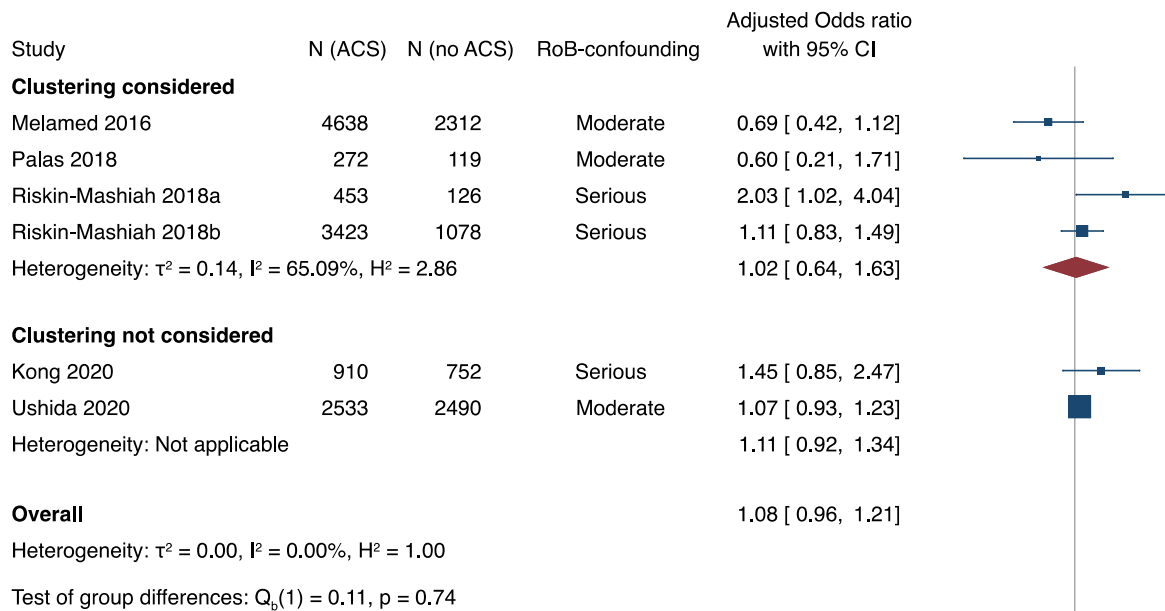 Adjusted Odds ratio
Study N (ACS) N (no ACS) RoB-confounding with 95% CI
Clustering considered
Melamed 2016 4638 2312 Moderate 0.69 [ 0.42, 1.12]
Palas 2018 272 119 Moderate 0.60 [ 0.21, 1.71]
Riskin-Mashiah 2018a 453 126 Serious 2.03 [ 1.02, 4.04]
Riskin-Mashiah 2018b 3423 1078 Serious 1.11 [ 0.83, 1.49]
Heterogeneity: τ² = 0.14, I² = 65.09%, H² = 2.86 1.02 [ 0.64, 1.63]
Clustering not considered
Kong 2020 910 752 Serious 1.45 [ 0.85, 2.47]
Ushida 2020 2533 2490 Moderate 1.07 [ 0.93, 1.23]
Heterogeneity: Not applicable 1.11 [ 0.92, 1.34]
Overall 1.08 [ 0.96, 1.21]
Heterogeneity: τ² = 0.00, I² = 0.00%, H² = 1.00
Test of group differences: Q_b(1) = 0.11, p = 0.74